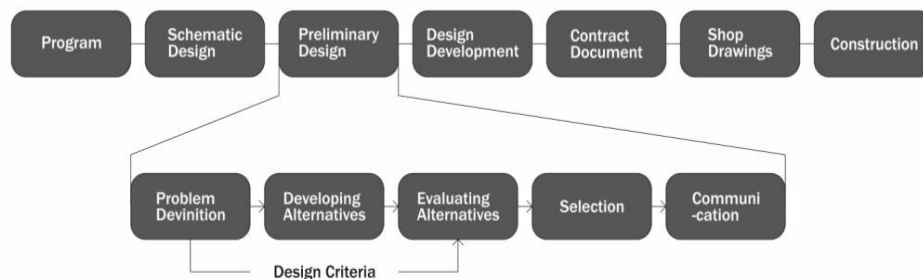 Program
Schematic
Design
Preliminary
Design
Design
Development
Contract
Document
Shop
Drawings
Construction
Problem
Devinition
Developing
Alternatives
Evaluating
Alternatives
Selection
Communi
-cation
Design Criteria